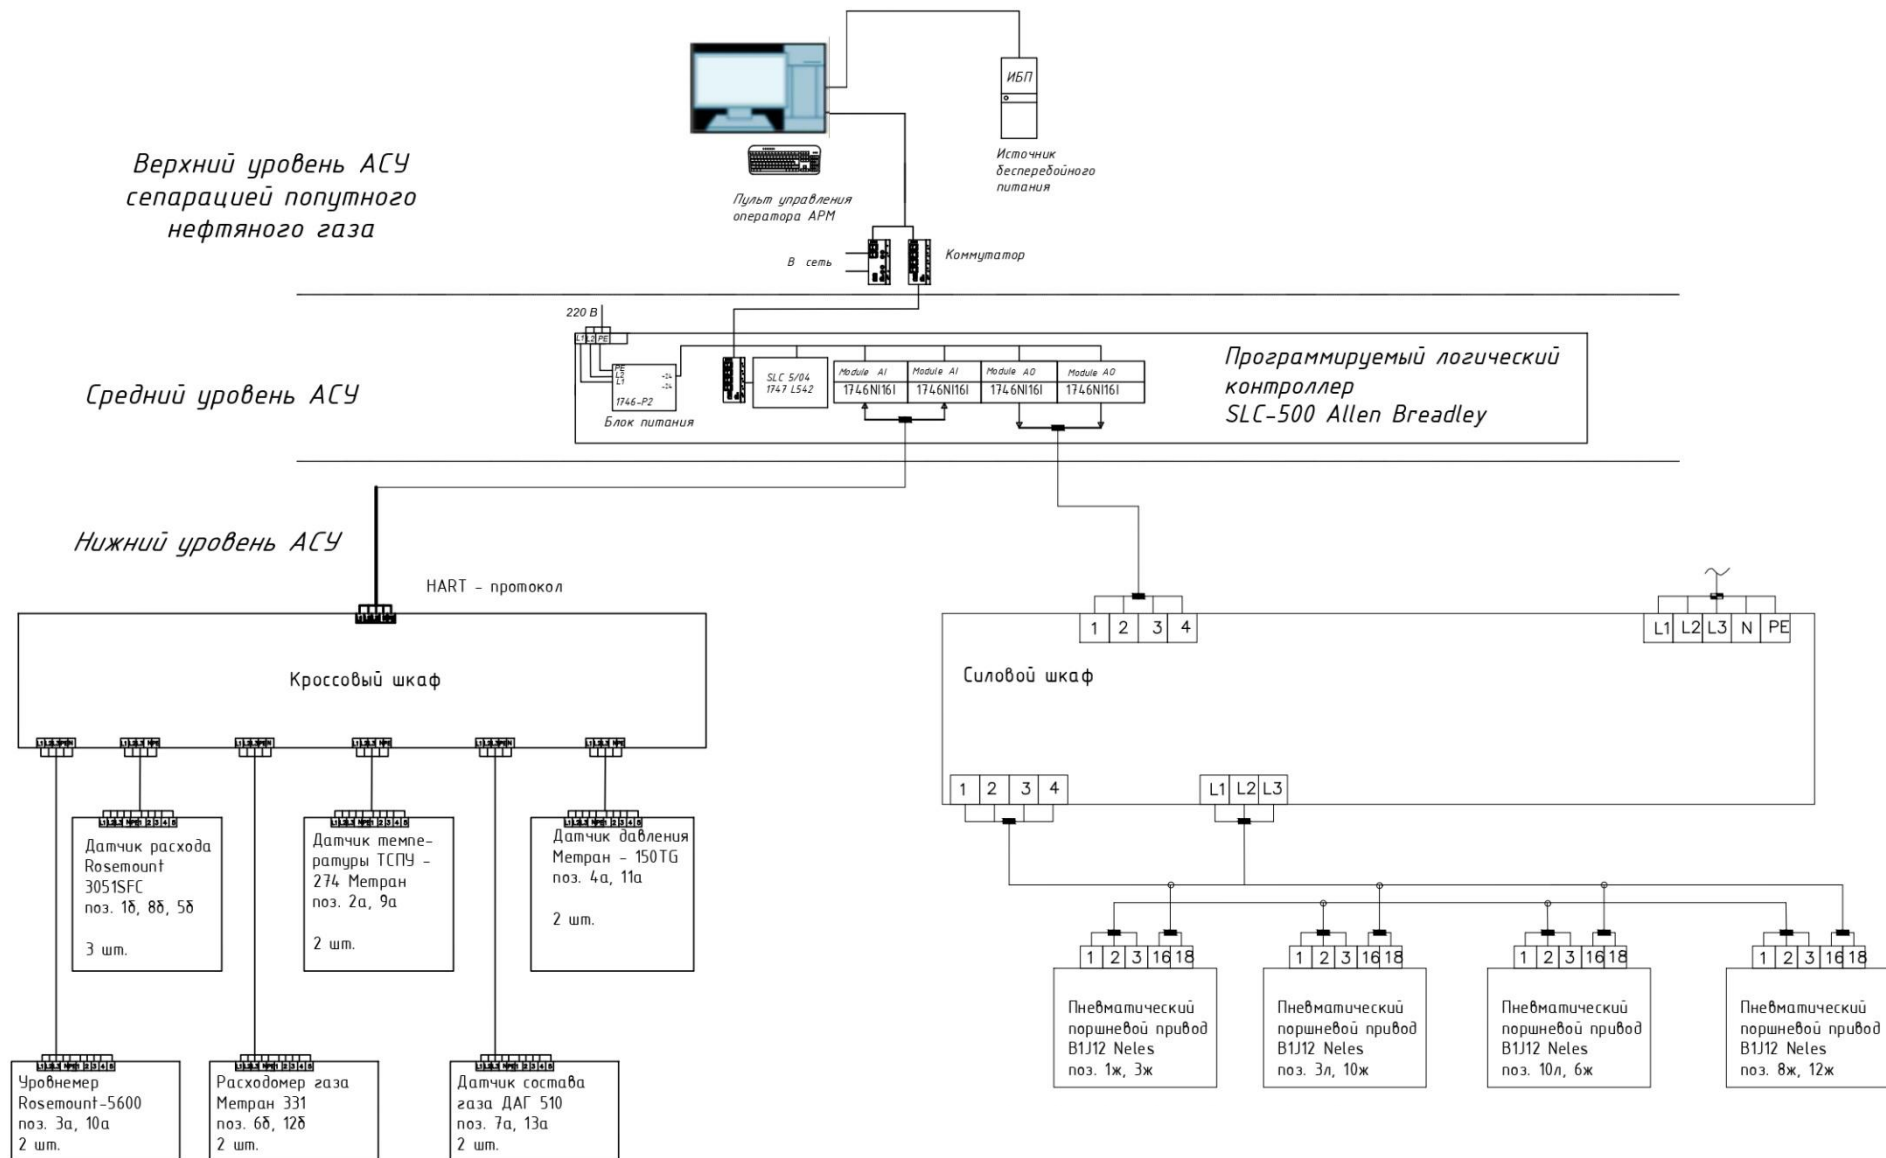 ИБП
Источник
бесперебойного
питания
Верхний уровень АСУ
сепарацией попутного
нефтяного газа
Пульт управления
оператора АРМ
В сеть
Коммутатор
220 В
L1 L2 PE
PE
L2
L1
-24
-24
1746-P2
Блок питания
SLC 5/04
1747 L542
Module AI
1746NI16I
Module AI
1746NI16I
Module AO
1746NI16I
Module AO
1746NI16I
Программируемый логический
контроллер
SLC-500 Allen Breadley
Средний уровень АСУ
Нижний уровень АСУ
HART - протокол
Кроссовый шкаф
1 2 3 4
L1 L2 L3 N PE
Силовой шкаф
1 2 3 4
L1 L2 L3
Датчик расхода
Rosemount
3051SFC
поз. 1б, 8б, 5б
3 шт.
Датчик темпе-
ратуры ТСПУ -
274 Метран
поз. 2а, 9а
2 шт.
Датчик давления
Метран - 150TG
поз. 4а, 11а
2 шт.
Уровнемер
Rosemount-5600
поз. 3а, 10а
2 шт.
Расходомер газа
Метран 331
поз. 6б, 12б
2 шт.
Датчик состава
газа ДАГ 510
поз. 7а, 13а
2 шт.
1 2 3 16 18
Пневматический
поршневой привод
B1J12 Neles
поз. 1ж, 3ж
1 2 3 16 18
Пневматический
поршневой привод
B1J12 Neles
поз. 3л, 10ж
1 2 3 16 18
Пневматический
поршневой привод
B1J12 Neles
поз. 10л, 6ж
1 2 3 16 18
Пневматический
поршневой привод
B1J12 Neles
поз. 8ж, 12ж